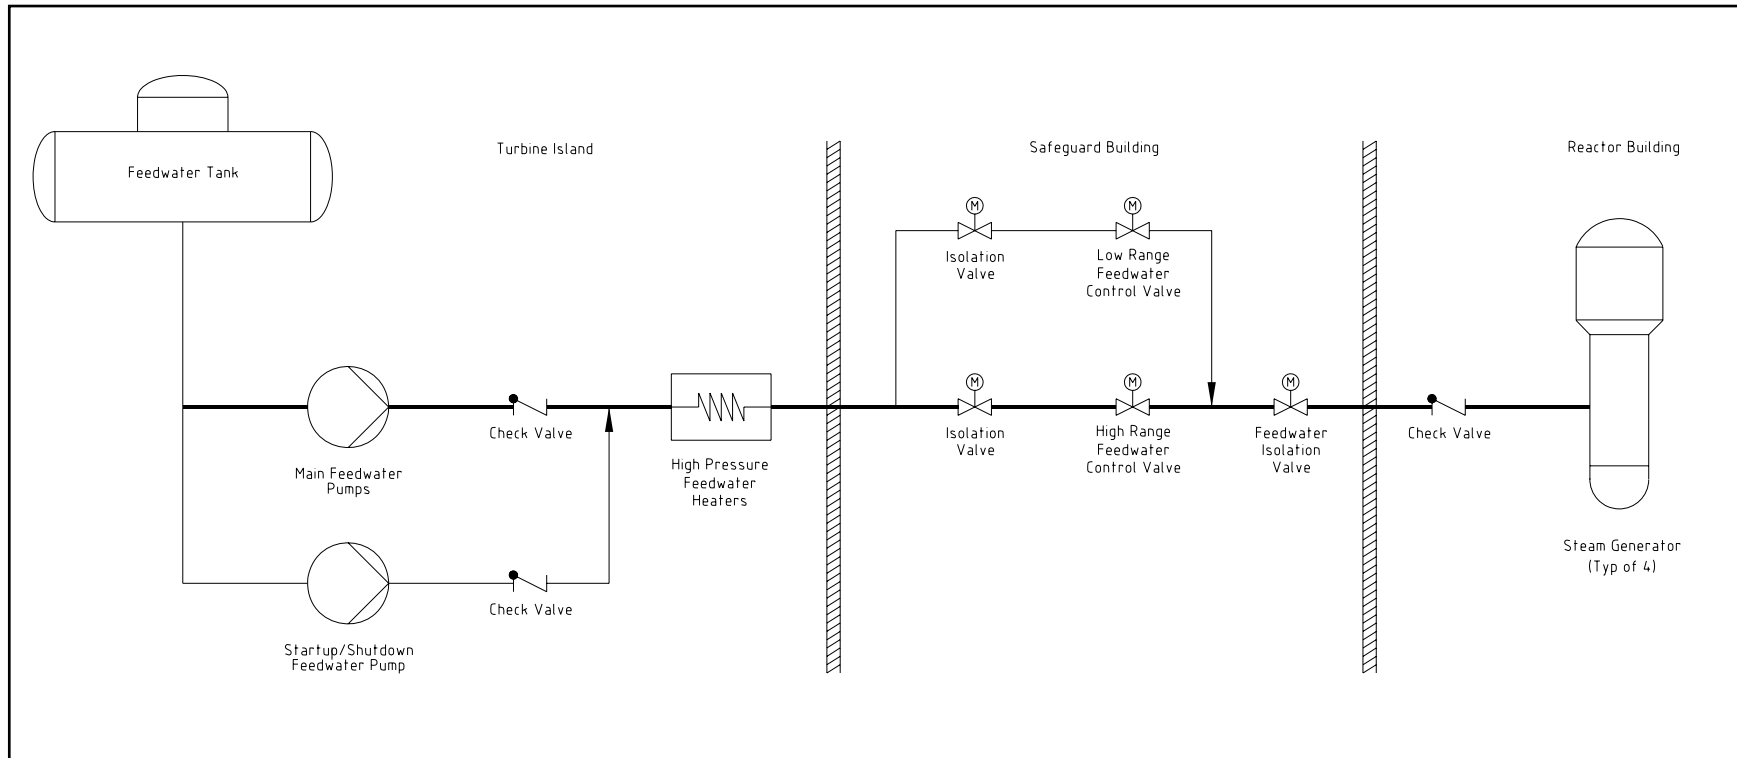 Turbine Island
Safeguard Building
Reactor Building
Feedwater Tank
M
M
Isolation
Valve
Low Range
Feedwater
Control Valve
M
M
M
Check Valve
Isolation
Valve
High Range
Feedwater
Control Valve
Feedwater
Isolation
Valve
Check Valve
Main Feedwater
Pumps
High Pressure
Feedwater
Heaters
Steam Generator
(Typ of 4)
Check Valve
Startup/Shutdown
Feedwater Pump